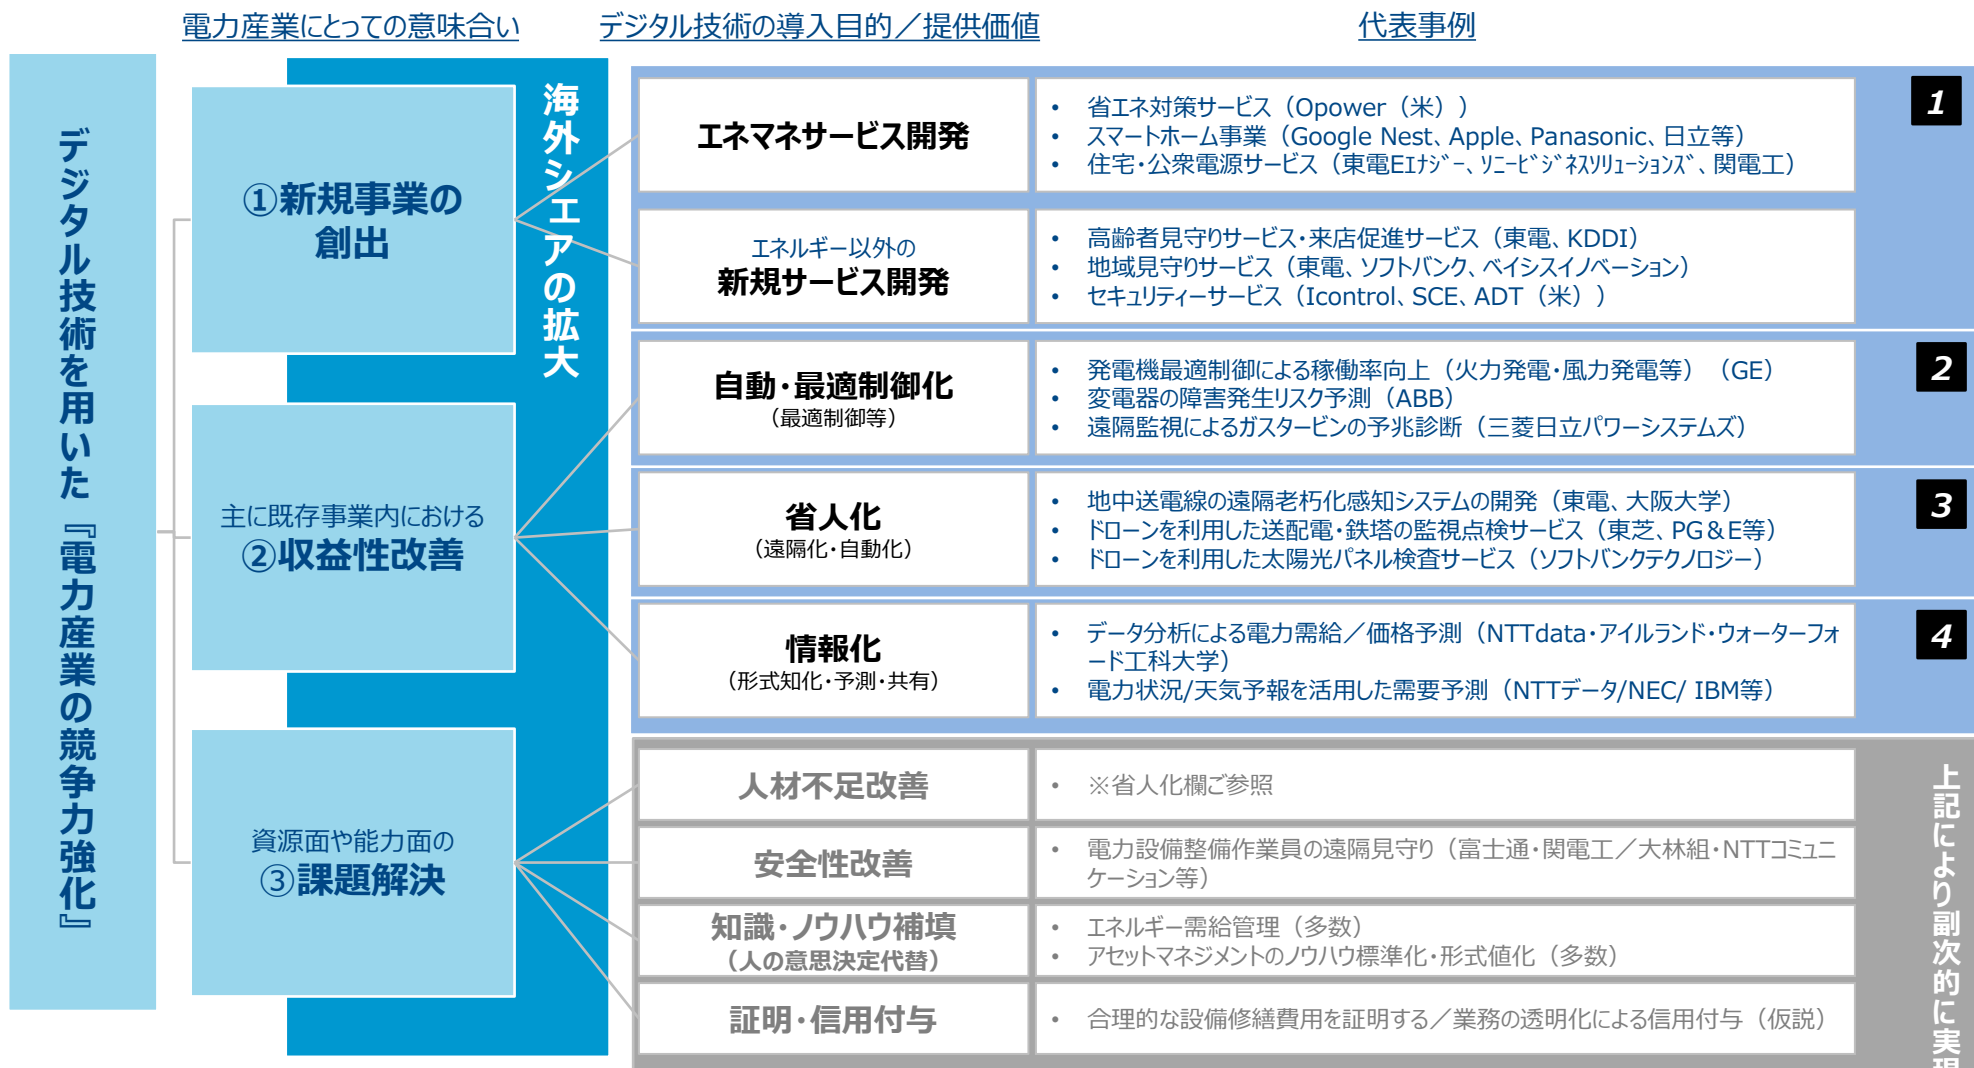 電力産業にとっての意味合い
デジタル技術の導入目的／提供価値
代表事例
デジタル技術を用いた『電力産業の競争力強化』
海外シェアの拡大
①新規事業の
創出
エネマネサービス開発
• 省エネ対策サービス（Opower（米））
• スマートホーム事業（Google Nest、Apple、Panasonic、日立等）
• 住宅・公衆電源サービス（東電Eｴﾅｼﾞｰ、ｿﾆｰﾋﾞｼﾞﾈｽｿﾘｭｰｼｮﾝｽﾞ、関電工）
1
エネルギー以外の
新規サービス開発
• 高齢者見守りサービス・来店促進サービス（東電、KDDI）
• 地域見守りサービス（東電、ソフトバンク、ベイシスイノベーション）
• セキュリティーサービス（Icontrol、SCE、ADT（米））
主に既存事業内における
②収益性改善
自動・最適制御化
（最適制御等）
• 発電機最適制御による稼働率向上（火力発電・風力発電等）（GE）
• 変電器の障害発生リスク予測（ABB）
• 遠隔監視によるガスタービンの予兆診断（三菱日立パワーシステムズ）
2
省人化
（遠隔化・自動化）
• 地中送電線の遠隔老朽化感知システムの開発（東電、大阪大学）
• ドローンを利用した送配電・鉄塔の監視点検サービス（東芝、PG＆E等）
• ドローンを利用した太陽光パネル検査サービス（ソフトバンクテクノロジー）
3
情報化
（形式知化・予測・共有）
• データ分析による電力需給／価格予測（NTTdata・アイルランド・ウォーターフォ
ード工科大学）
• 電力状況/天気予報を活用した需要予測（NTTデータ/NEC/ IBM等）
4
資源面や能力面の
③課題解決
人材不足改善
• ※省人化欄ご参照
安全性改善
• 電力設備整備作業員の遠隔見守り（富士通・関電工／大林組・NTTコミュニ
ケーション等）
知識・ノウハウ補填
（人の意思決定代替）
• エネルギー需給管理（多数）
• アセットマネジメントのノウハウ標準化・形式値化（多数）
証明・信用付与
• 合理的な設備修繕費用を証明する／業務の透明化による信用付与（仮説）
上記により副次的に実現